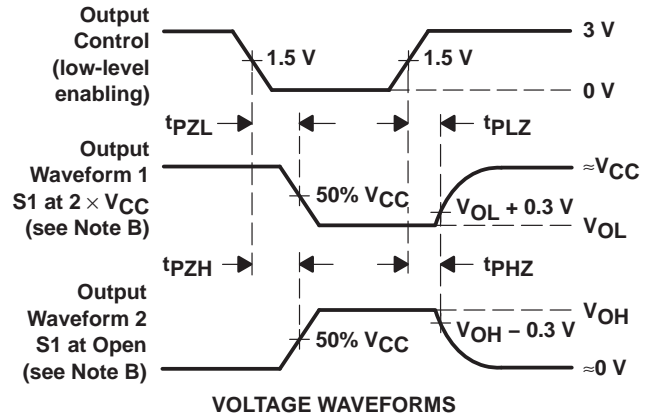 Output
Control
(low-level
enabling)
1.5 V
1.5 V
3 V
0 V
tPZL
tPLZ
Output
Waveform 1
S1 at 2 × VCC
(see Note B)
50% VCC
VOL + 0.3 V
≈VCC
VOL
tPZH
tPHZ
Output
Waveform 2
S1 at Open
(see Note B)
50% VCC
VOH − 0.3 V
VOH
≈0 V
VOLTAGE WAVEFORMS